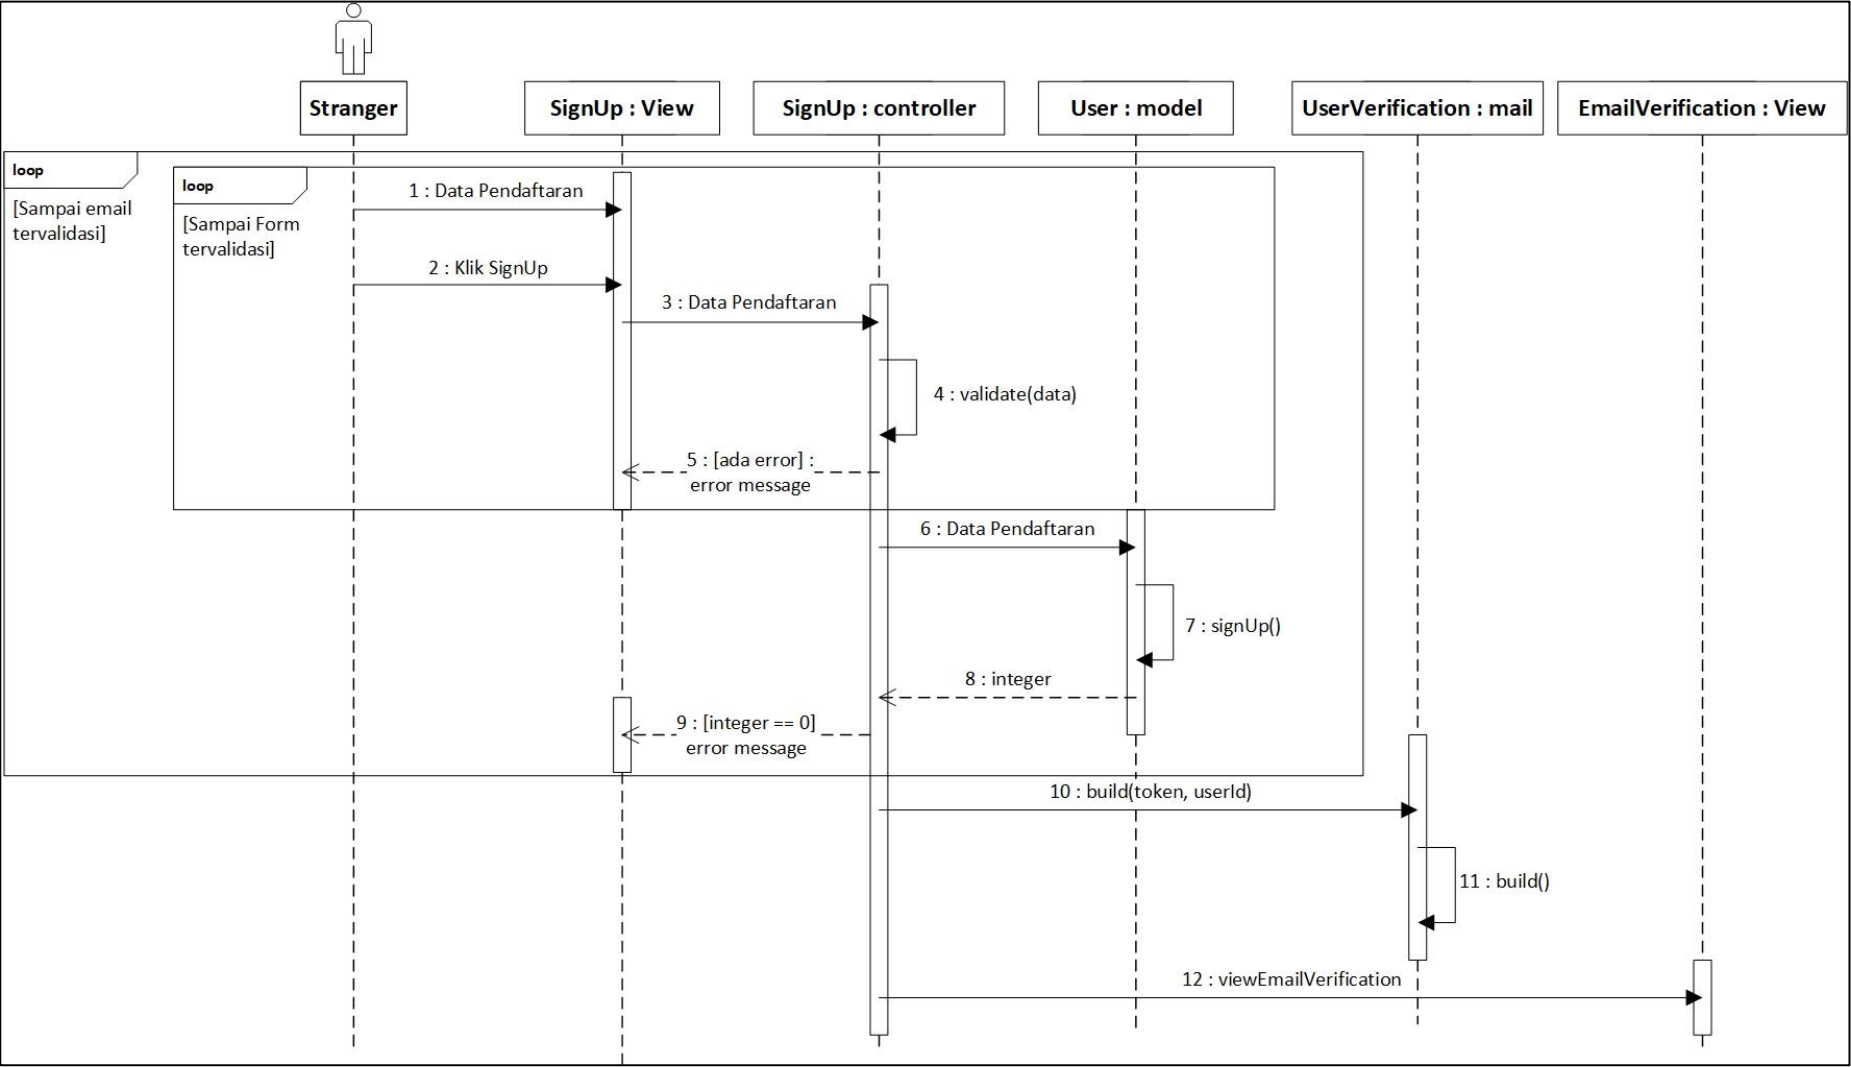 Stranger
SignUp : View
SignUp : controller
User : model
UserVerification : mail
EmailVerification : View
loop
[Sampai email
tervalidasi]
loop
[Sampai Form
tervalidasi]
1 : Data Pendaftaran
2 : Klik SignUp
3 : Data Pendaftaran
4 : validate(data)
5 : [ada error] :
error message
6 : Data Pendaftaran
7 : signUp()
8 : integer
9 : [integer == 0]
error message
10 : build(token, userId)
11 : build()
12 : viewEmailVerification